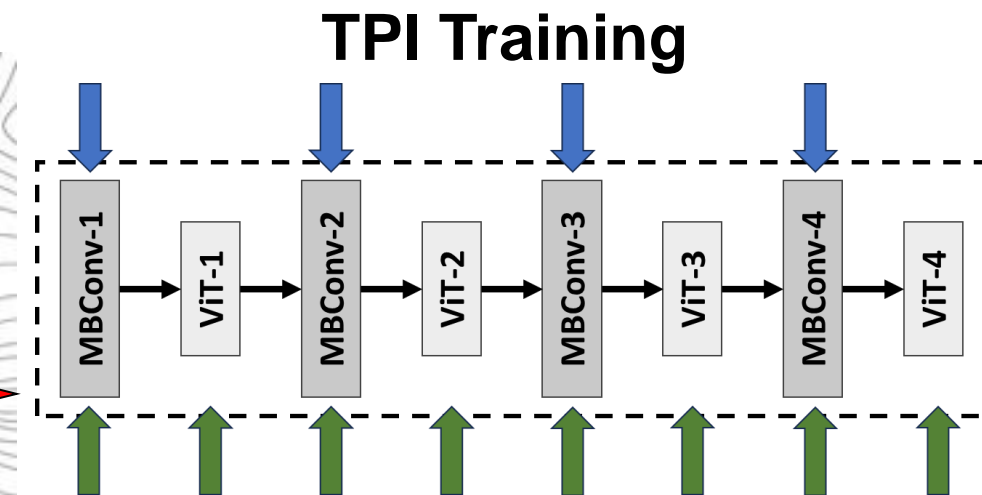 TPI Training
MBConv-1
ViT-1
MBConv-2
ViT-2
MBConv-3
ViT-3
MBConv-4
ViT-4